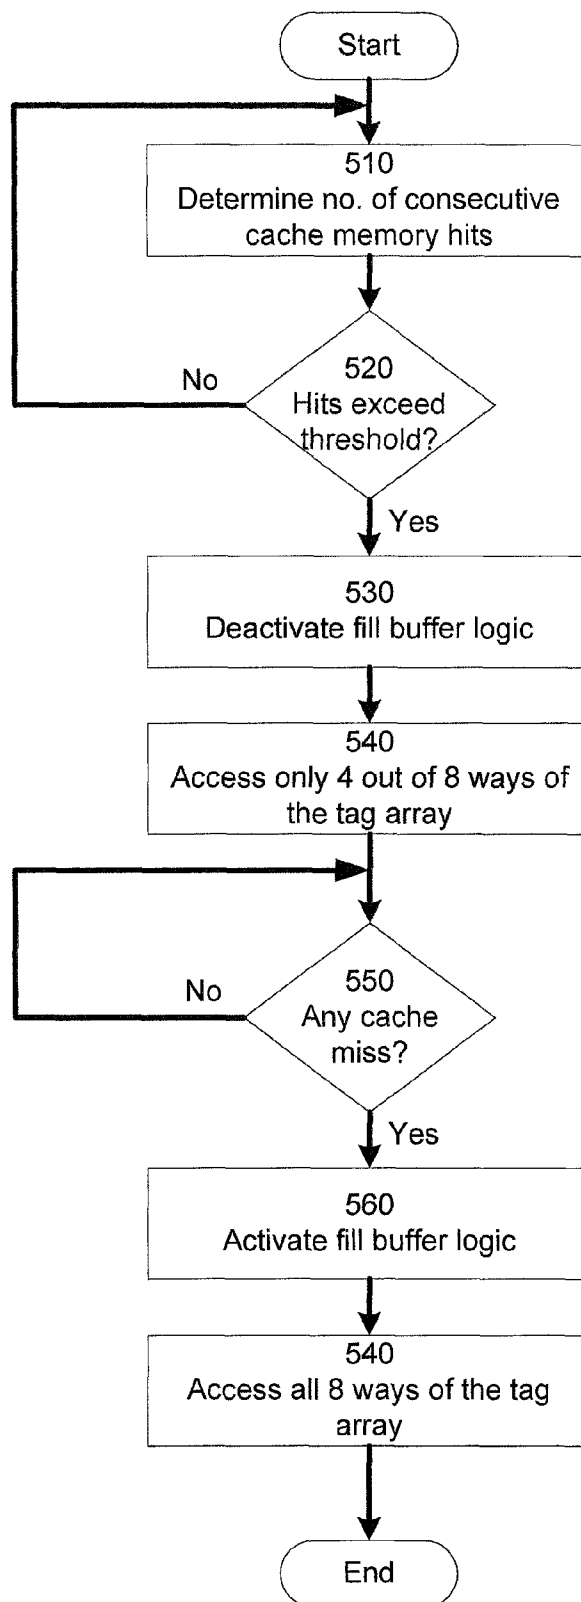 Start
510
Determine no. of consecutive
cache memory hits
520
Hits exceed
threshold?
No
Yes
530
Deactivate fill buffer logic
540
Access only 4 out of 8 ways of
the tag array
550
Any cache
miss?
No
Yes
560
Activate fill buffer logic
540
Access all 8 ways of the tag
array
End